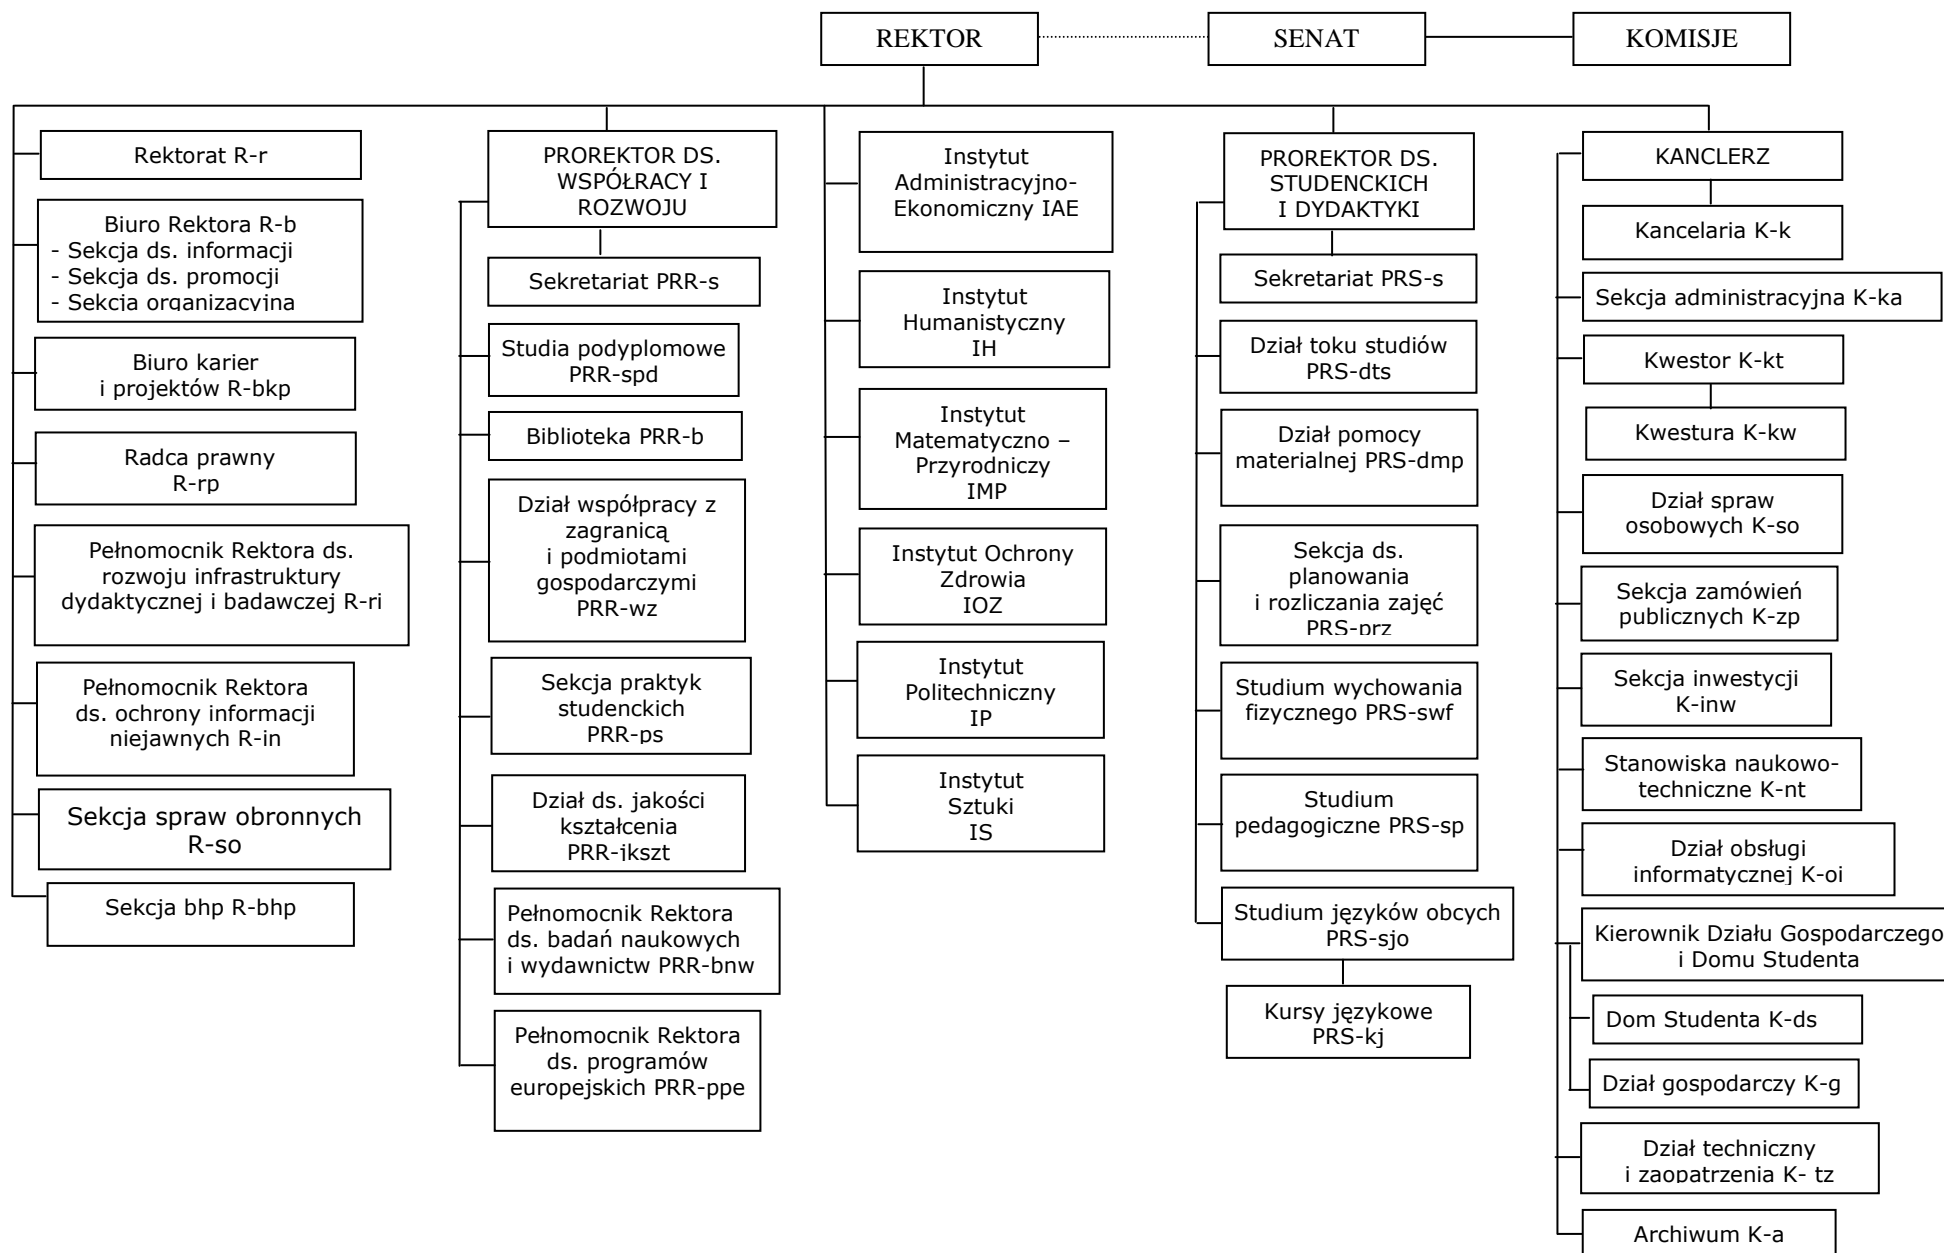 REKTOR
SENAT
KOMISJE
Rektorat R-r
Biuro Rektora R-b
- Sekcja ds. informacji
- Sekcja ds. promocji
- Sekcja organizacyjna
Biuro karier
i projektów R-bkp
Radca prawny
R-rp
Pełnomocnik Rektora ds.
rozwoju infrastruktury
dydaktycznej i badawczej R-ri
Pełnomocnik Rektora
ds. ochrony informacji
niejawnych R-in
Sekcja spraw obronnych
R-so
Sekcja bhp R-bhp
PROREKTOR DS.
WSPÓŁRACY I
ROZWOJU
Sekretariat PRR-s
Studia podyplomowe
PRR-spd
Biblioteka PRR-b
Dział współpracy z
zagranicą
i podmiotami
gospodarczymi
PRR-wz
Sekcja praktyk
studenckich
PRR-ps
Dział ds. jakości
kształcenia
PRR-jkszt
Pełnomocnik Rektora
ds. badań naukowych
i wydawnictw PRR-bnw
Pełnomocnik Rektora
ds. programów
europejskich PRR-ppe
Instytut
Administracyjno-
Ekonomiczny IAE
Instytut
Humanistyczny
IH
Instytut
Matematyczno –
Przyrodniczy
IMP
Instytut Ochrony
Zdrowia
IOZ
Instytut
Politechniczny
IP
Instytut
Sztuki
IS
PROREKTOR DS.
STUDENCKICH
I DYDAKTYKI
Sekretariat PRS-s
Dział toku studiów
PRS-dts
Dział pomocy
materialnej PRS-dmp
Sekcja ds.
planowania
i rozliczania zajęć
PRS-prz
Studium wychowania
fizycznego PRS-swf
Studium
pedagogiczne PRS-sp
Studium języków obcych
PRS-sjo
Kursy językowe
PRS-kj
KANCLERZ
Kancelaria K-k
Sekcja administracyjna K-ka
Kwestor K-kt
Kwestura K-kw
Dział spraw
osobowych K-so
Sekcja zamówień
publicznych K-zp
Sekcja inwestycji
K-inw
Stanowiska naukowo-
techniczne K-nt
Dział obsługi
informatycznej K-oi
Kierownik Działu Gospodarczego
i Domu Studenta
Dom Studenta K-ds
Dział gospodarczy K-g
Dział techniczny
i zaopatrzenia K- tz
Archiwum K-a